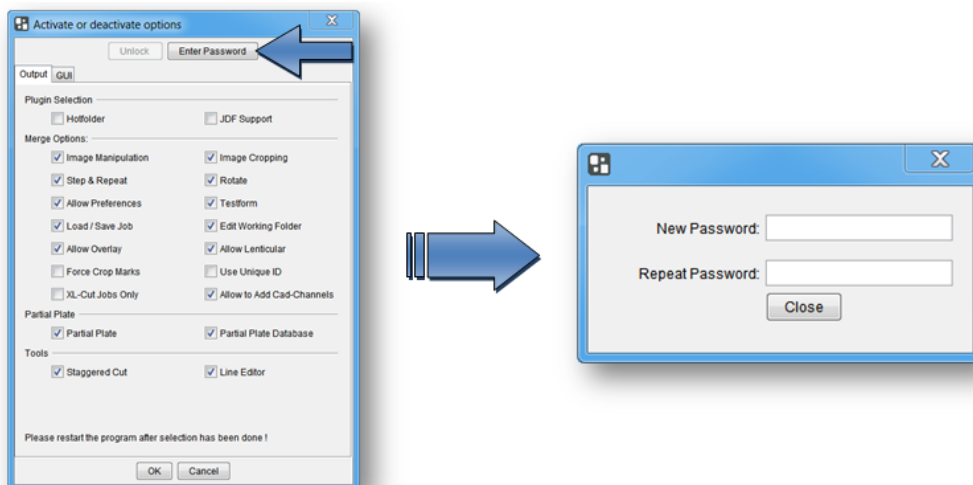 Activate or deactivate options
Unlock Enter Password
Output GUI
Plugin Selection
Hotfolder JDF Support
Merge Options:
Image Manipulation Image Cropping
Step & Repeat Rotate
Allow Preferences Testform
Load / Save Job Edit Working Folder
Allow Overlay Allow Lenticular
Force Crop Marks Use Unique ID
XL-Cut Jobs Only Allow to Add Cad-Channels
Partial Plate
Partial Plate Partial Plate Database
Tools
Staggered Cut Line Editor
Please restart the program after selection has been done !
OK Cancel
New Password:
Repeat Password:
Close